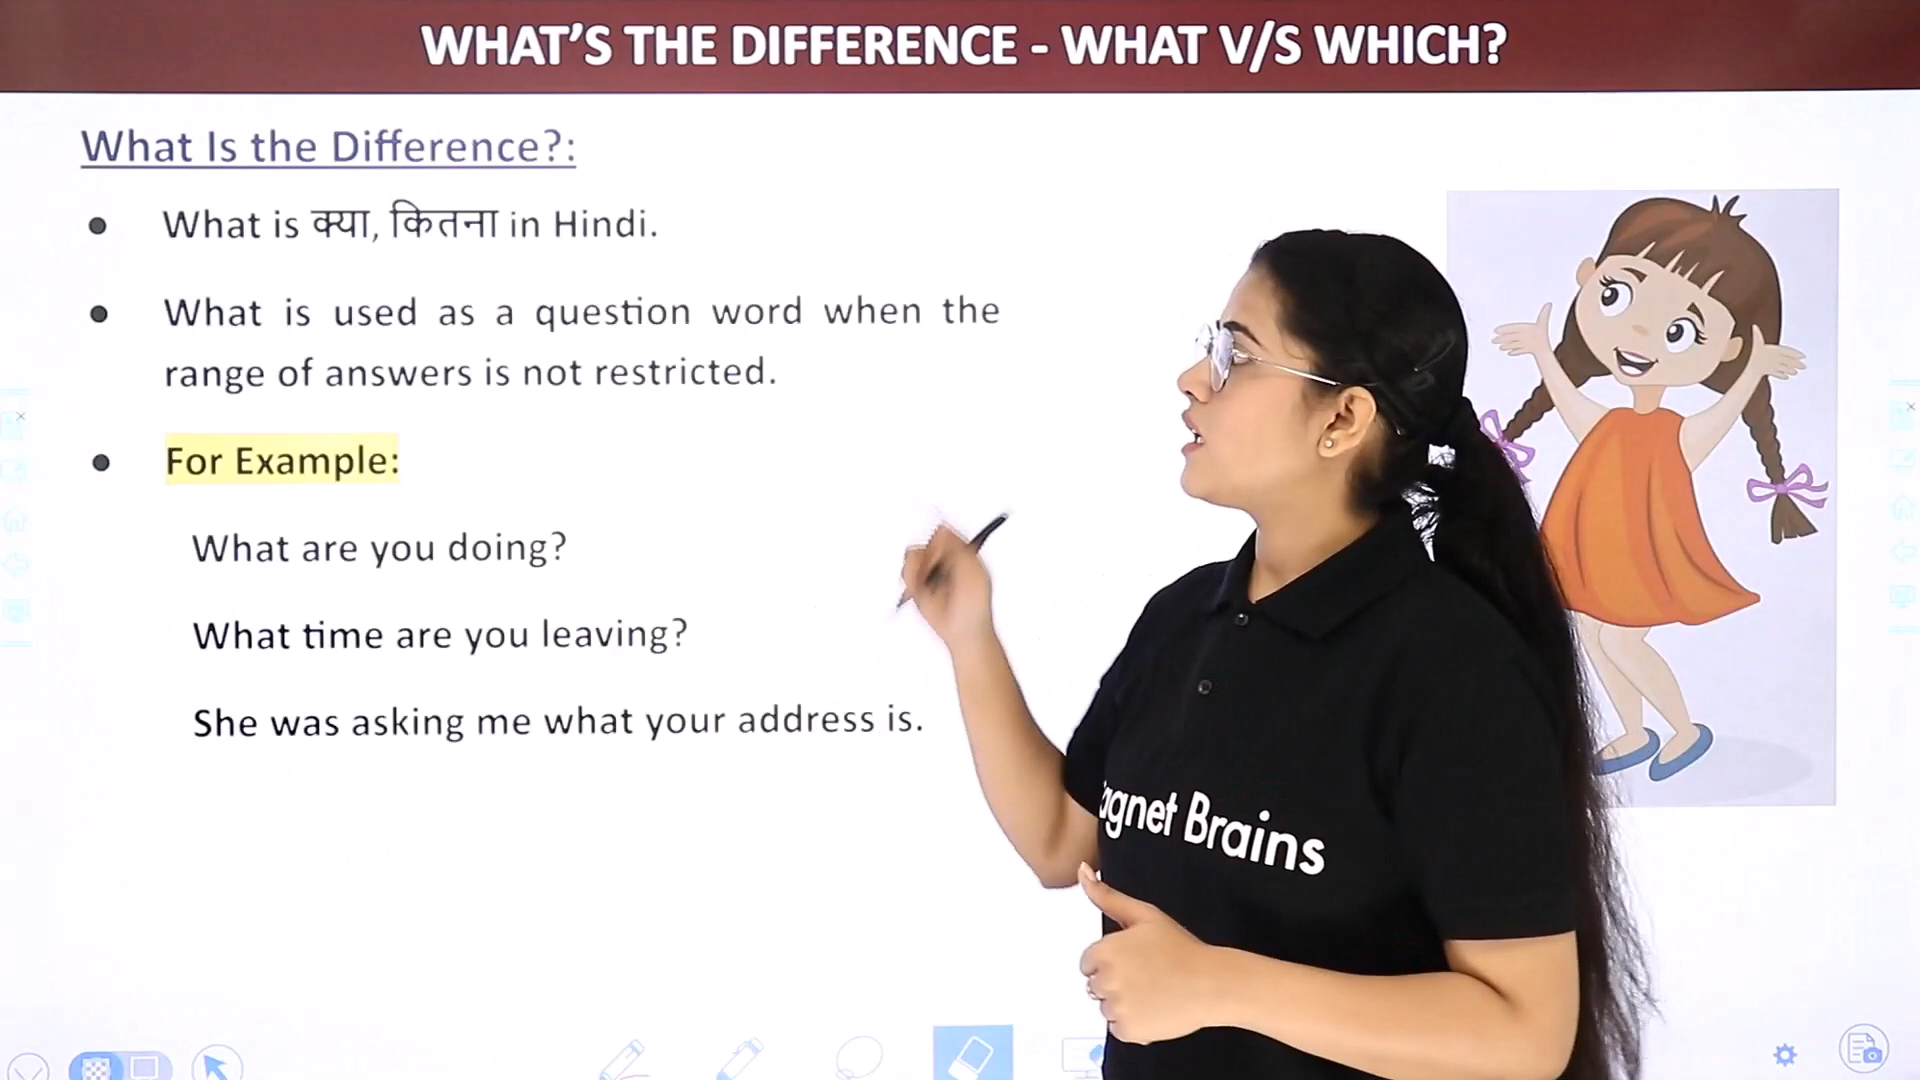 WHAT'S THE DIFFERENCE - WHAT V/S WHICH?
What Is the Difference?:
What is क्या, कितना in Hindi.
What is used as a question word when the
range of answers is not restricted.
For Example:
What are you doing?
What time are you leaving?
She was asking me what your address is.
agnet Brains